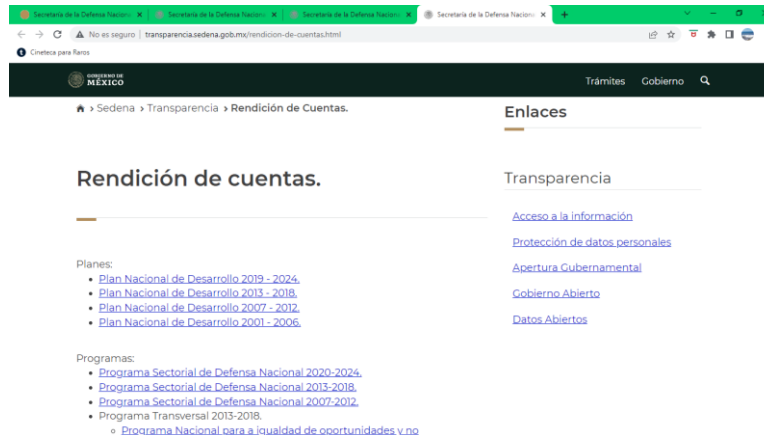 Secretaría de la Defensa Naciona
Secretaría de la Defensa Naciona
Secretaría de la Defensa Naciona
Secretaría de la Defensa Naciona
No es seguro | transparencia.sedena.gob.mx/rendicion-de-cuentas.html
Cineteca para Raros
GOBIERNO DE
MÉXICO
Trámites Gobierno
> Sedena > Transparencia > Rendición de Cuentas.
Enlaces
Rendición de cuentas.
Transparencia
Acceso a la información
Protección de datos personales
Apertura Gubernamental
Gobierno Abierto
Datos Abiertos
Planes:
• Plan Nacional de Desarrollo 2019 - 2024.
• Plan Nacional de Desarrollo 2013 - 2018.
• Plan Nacional de Desarrollo 2007 - 2012.
• Plan Nacional de Desarrollo 2001 - 2006.
Programas:
• Programa Sectorial de Defensa Nacional 2020-2024.
• Programa Sectorial de Defensa Nacional 2013-2018.
• Programa Sectorial de Defensa Nacional 2007-2012.
• Programa Transversal 2013-2018.
◦ Programa Nacional para a igualdad de oportunidades y no